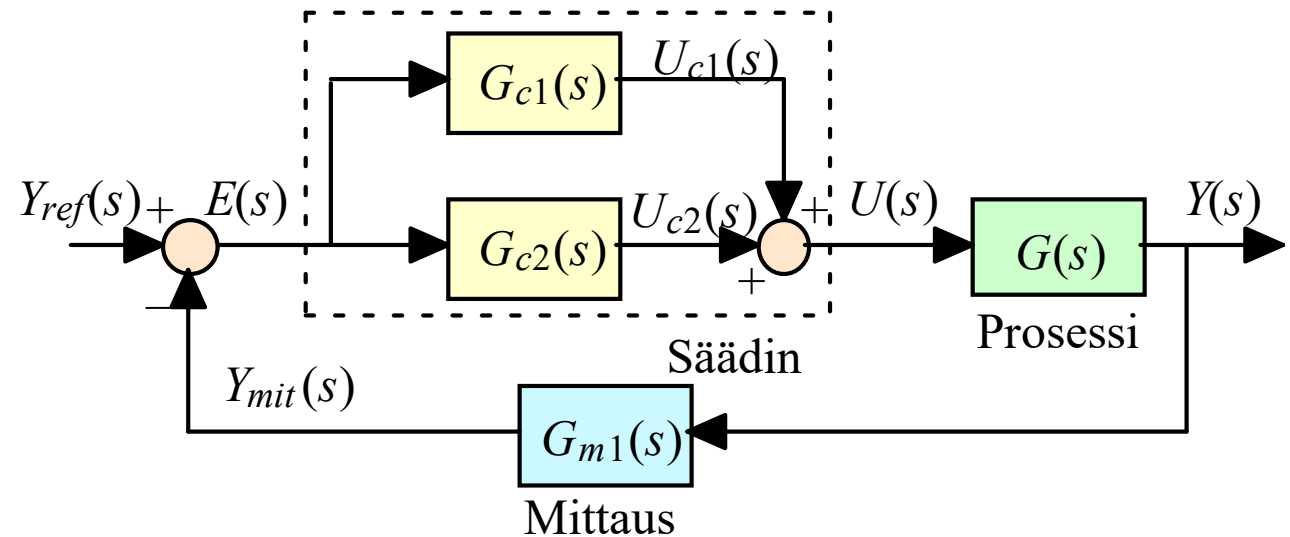 G_{c1}(s)
U_{c1}(s)
Y_{ref}(s)
+
E(s)
G_{c2}(s)
U_{c2}(s)
+
+
U(s)
G(s)
Y(s)
−
Prosessi
Säädin
Y_{mit}(s)
G_{m1}(s)
Mittaus